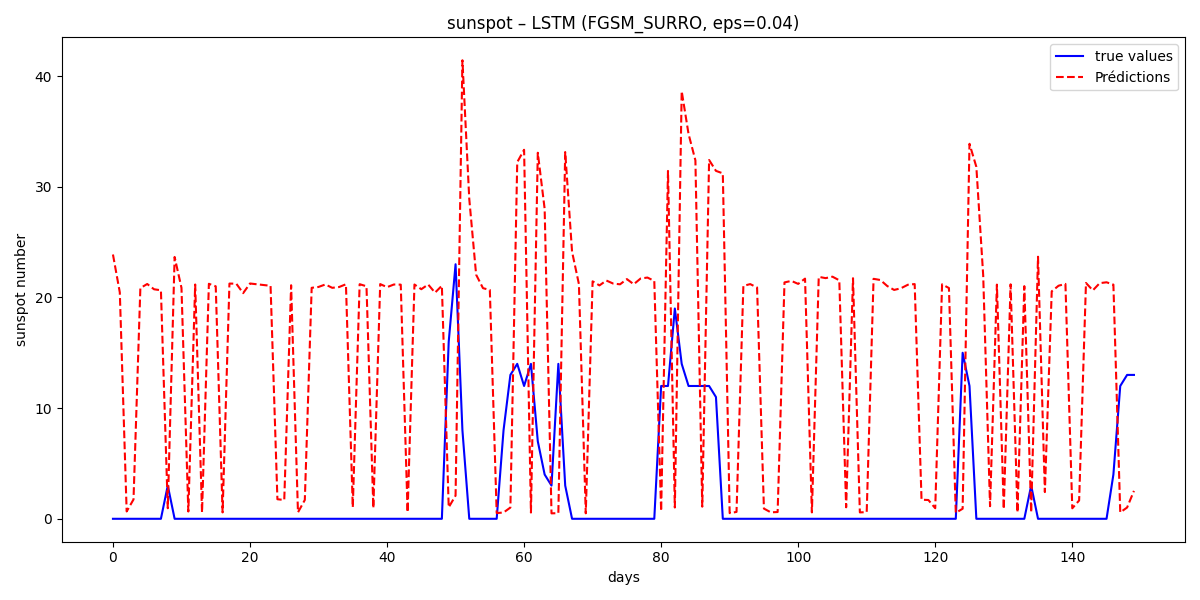 sunspot – LSTM (FGSM_SURRO, eps=0.04)
true values
Prédictions
sunspot number
40
30
20
10
0
0 20 40 60 80 100 120 140
days